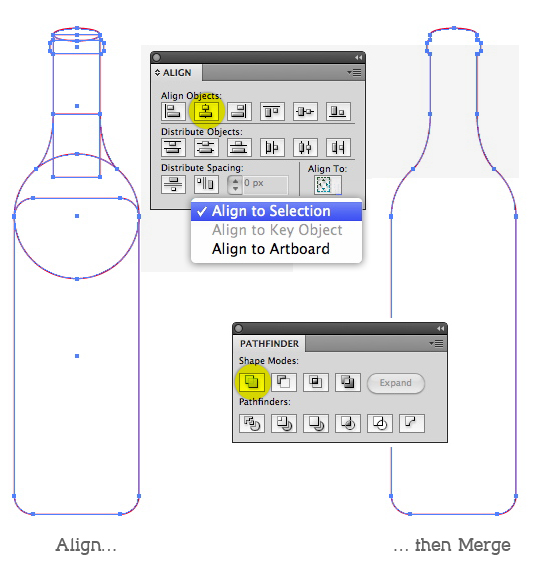 ALIGN
Align Objects:
Distribute Objects:
Distribute Spacing:
Align To:
0 px
✓ Align to Selection
Align to Key Object
Align to Artboard
PATHFINDER
Shape Modes:
Expand
Pathfinders:
Align...
... then Merge